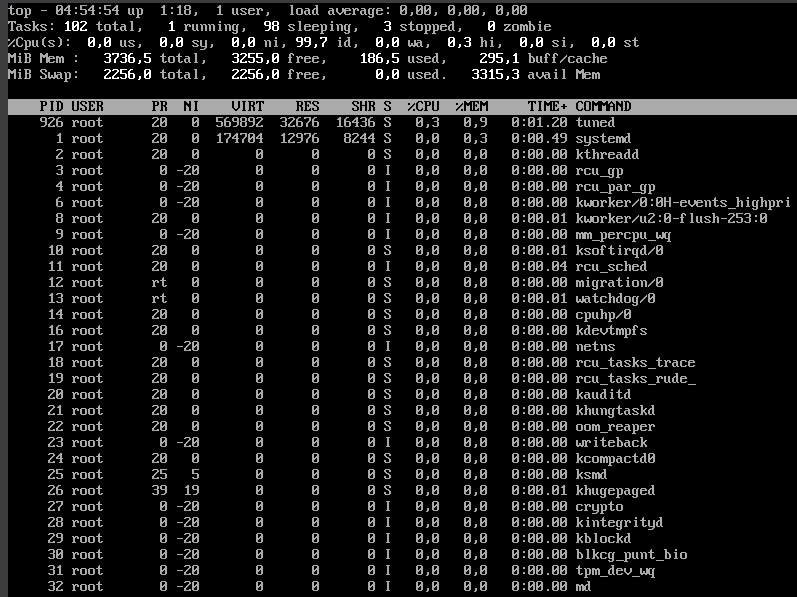 top - 04:54:54 up  1:18,  1 user,  load average: 0,00, 0,00, 0,00
Tasks: 102 total,   1 running,  98 sleeping,   3 stopped,   0 zombie
%Cpu(s):  0,0 us,  0,0 sy,  0,0 ni, 99,7 id,  0,0 wa,  0,3 hi,  0,0 si,  0,0 st
MiB Mem :   3736,5 total,   3255,0 free,    186,5 used,    295,1 buff/cache
MiB Swap:   2256,0 total,   2256,0 free,      0,0 used.   3315,3 avail Mem
PID USER      PR  NI    VIRT    RES    SHR S  %CPU  %MEM     TIME+ COMMAND
926 root      20   0  569892  32676  16436 S   0,3   0,9   0:01.20 tuned
1 root      20   0  174704  12976   8244 S   0,0   0,3   0:00.49 systemd
2 root      20   0       0      0      0 S   0,0   0,0   0:00.00 kthreadd
3 root       0 -20       0      0      0 I   0,0   0,0   0:00.00 rcu_gp
4 root       0 -20       0      0      0 I   0,0   0,0   0:00.00 rcu_par_gp
6 root       0 -20       0      0      0 I   0,0   0,0   0:00.00 kworker/0:0H-events_highpri
8 root      20   0       0      0      0 I   0,0   0,0   0:00.01 kworker/u2:0-flush-253:0
9 root       0 -20       0      0      0 I   0,0   0,0   0:00.00 mm_percpu_wq
10 root      20   0       0      0      0 S   0,0   0,0   0:00.01 ksoftirqd/0
11 root      20   0       0      0      0 I   0,0   0,0   0:00.04 rcu_sched
12 root      rt   0       0      0      0 S   0,0   0,0   0:00.00 migration/0
13 root      rt   0       0      0      0 S   0,0   0,0   0:00.01 watchdog/0
14 root      20   0       0      0      0 S   0,0   0,0   0:00.00 cpuhp/0
16 root      20   0       0      0      0 S   0,0   0,0   0:00.00 kdevtmpfs
17 root       0 -20       0      0      0 I   0,0   0,0   0:00.00 netns
18 root      20   0       0      0      0 S   0,0   0,0   0:00.00 rcu_tasks_trace
19 root      20   0       0      0      0 S   0,0   0,0   0:00.00 rcu_tasks_rude_
20 root      20   0       0      0      0 S   0,0   0,0   0:00.00 kauditd
21 root      20   0       0      0      0 S   0,0   0,0   0:00.00 khungtaskd
22 root      20   0       0      0      0 S   0,0   0,0   0:00.00 oom_reaper
23 root       0 -20       0      0      0 I   0,0   0,0   0:00.00 writeback
24 root      20   0       0      0      0 S   0,0   0,0   0:00.00 kcompactd0
25 root      25   5       0      0      0 S   0,0   0,0   0:00.00 ksmd
26 root      39  19       0      0      0 S   0,0   0,0   0:00.01 khugepaged
27 root       0 -20       0      0      0 I   0,0   0,0   0:00.00 crypto
28 root       0 -20       0      0      0 I   0,0   0,0   0:00.00 kintegrityd
29 root       0 -20       0      0      0 I   0,0   0,0   0:00.00 kblockd
30 root       0 -20       0      0      0 I   0,0   0,0   0:00.00 blkcg_punt_bio
31 root       0 -20       0      0      0 I   0,0   0,0   0:00.00 tpm_dev_wq
32 root       0 -20       0      0      0 I   0,0   0,0   0:00.00 md